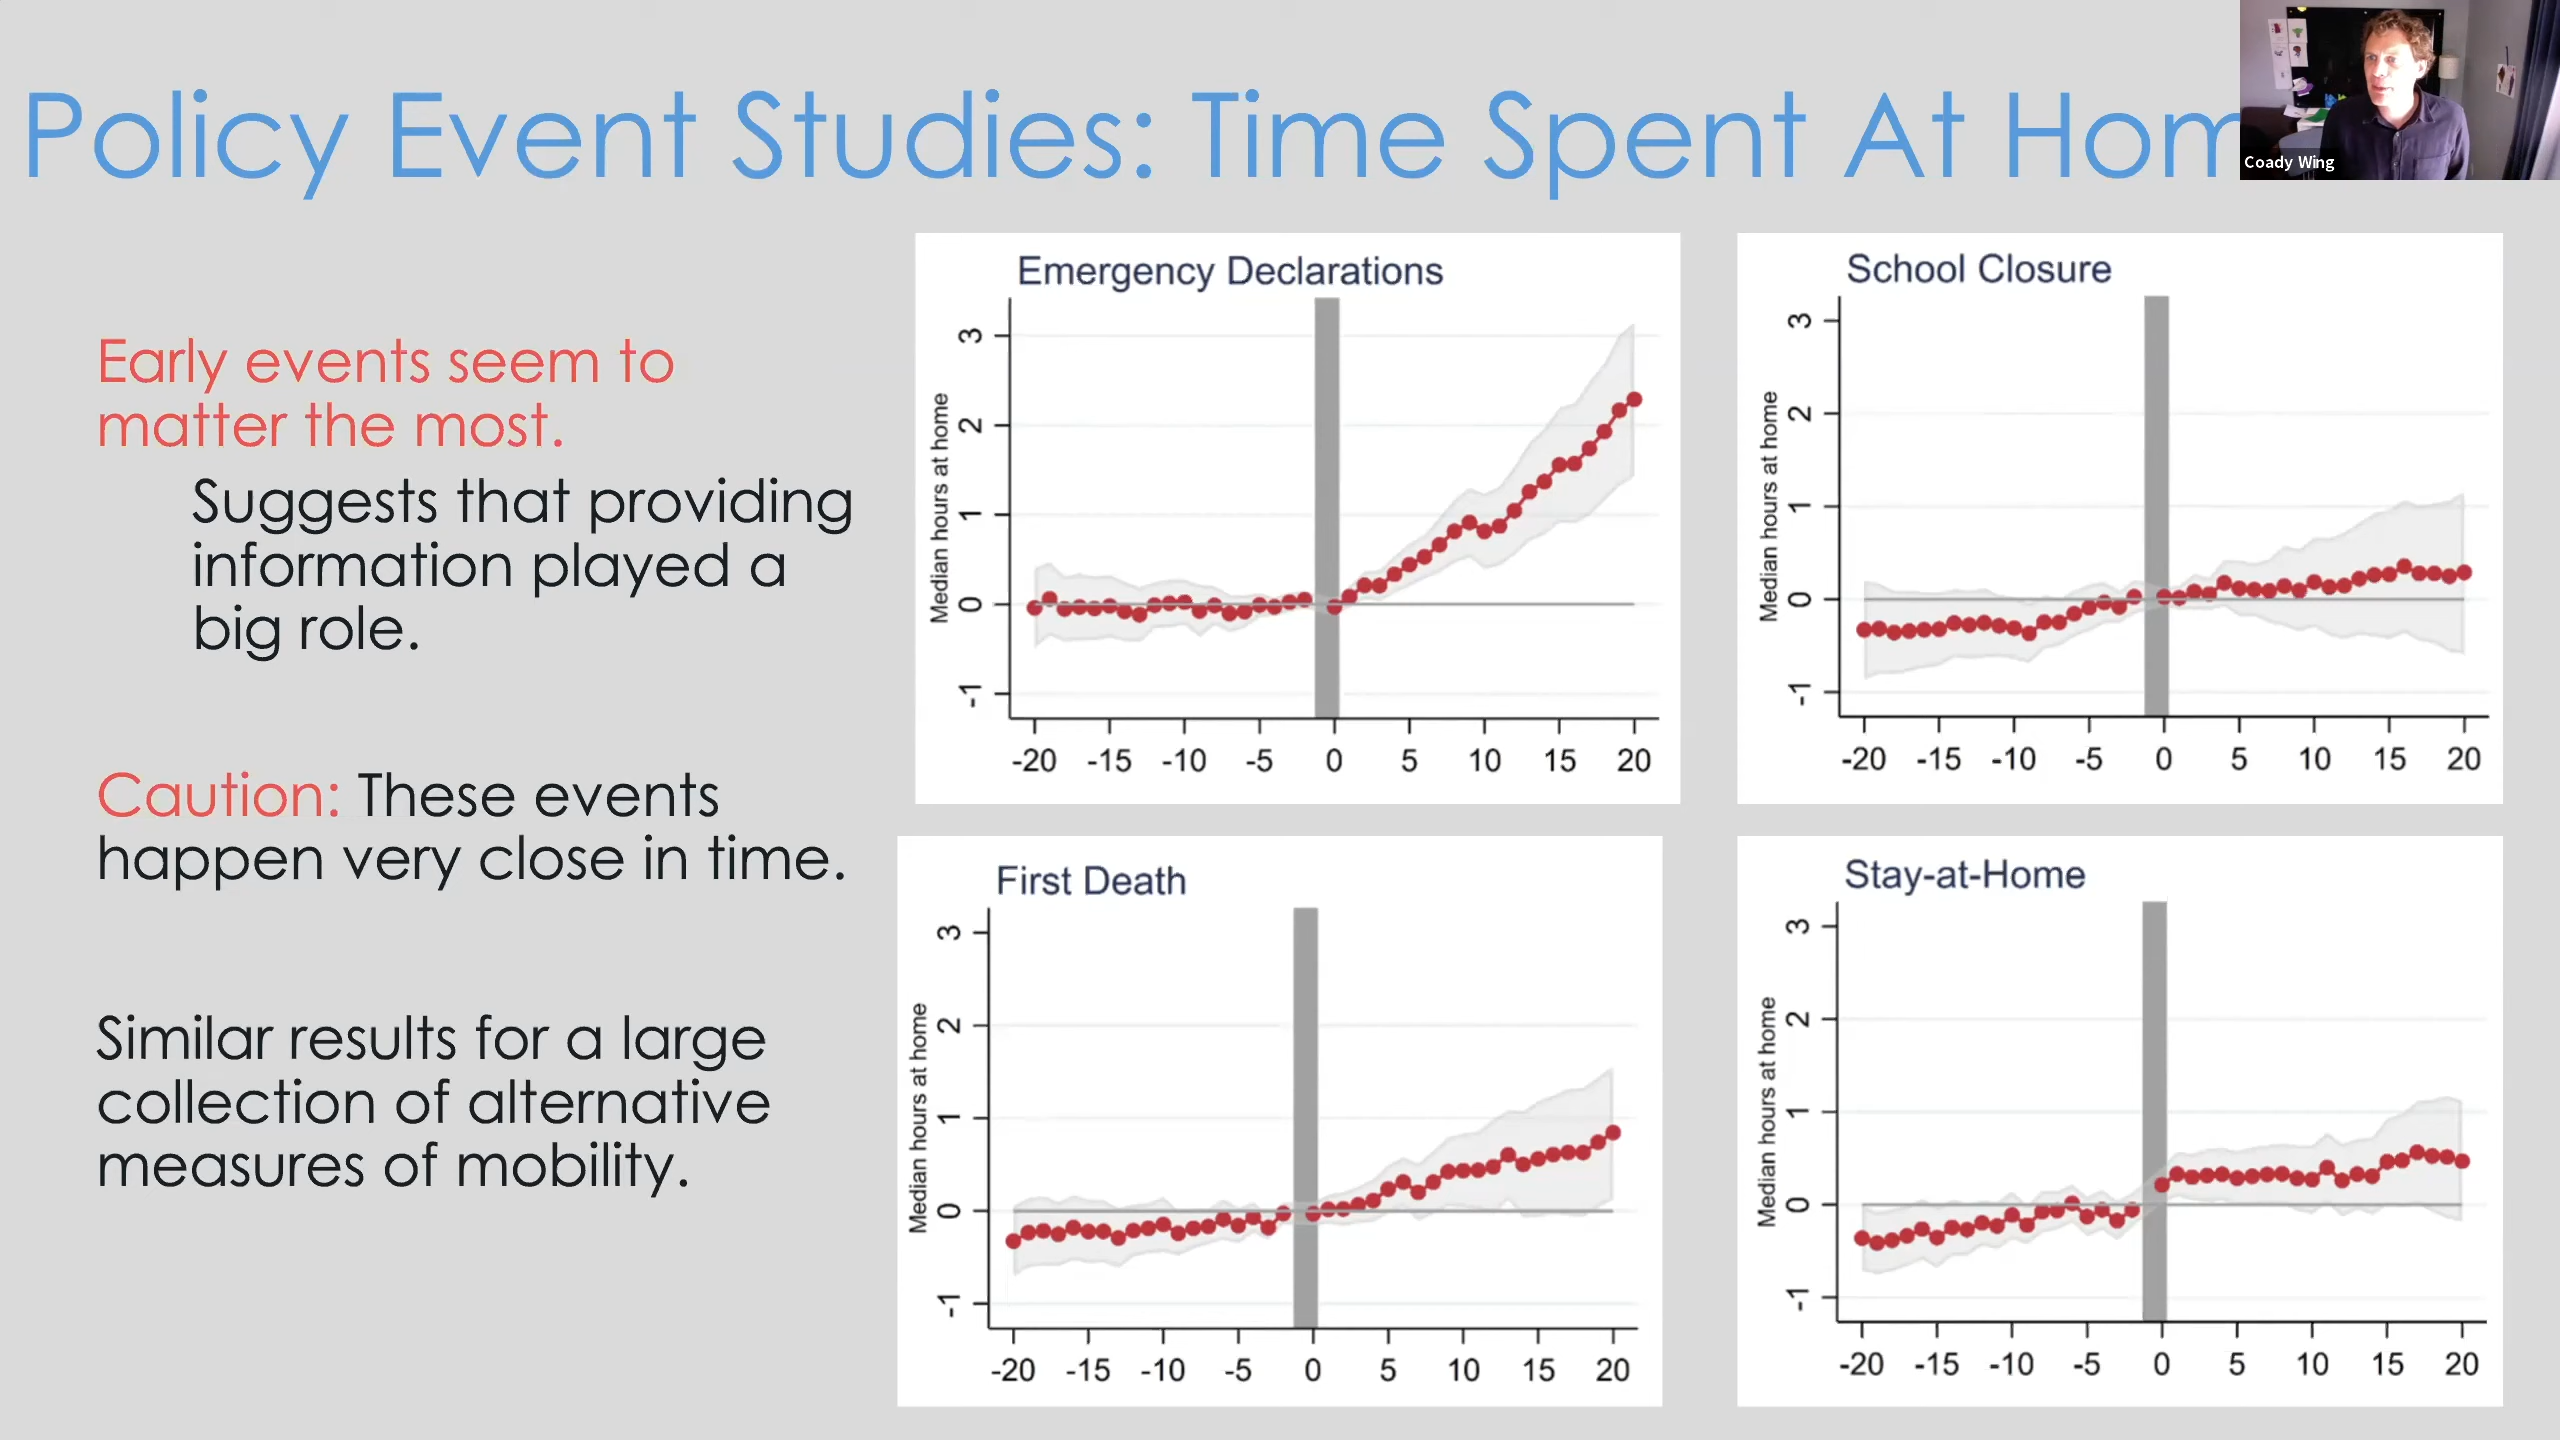 Policy Event Studies: Time Spent At Hom
Coady Wing
Early events seem to
matter the most.
Suggests that providing
information played a
big role.
Caution: These events
happen very close in time.
Similar results for a large
collection of alternative
measures of mobility.
Emergency Declarations
Median hours at home
3
2
1
0
-1
-20 -15 -10 -5 0 5 10 15 20
School Closure
Median hours at home
3
2
1
0
-1
-20 -15 -10 -5 0 5 10 15 20
First Death
Median hours at home
3
2
1
0
-1
-20 -15 -10 -5 0 5 10 15 20
Stay-at-Home
Median hours at home
3
2
1
0
-1
-20 -15 -10 -5 0 5 10 15 20